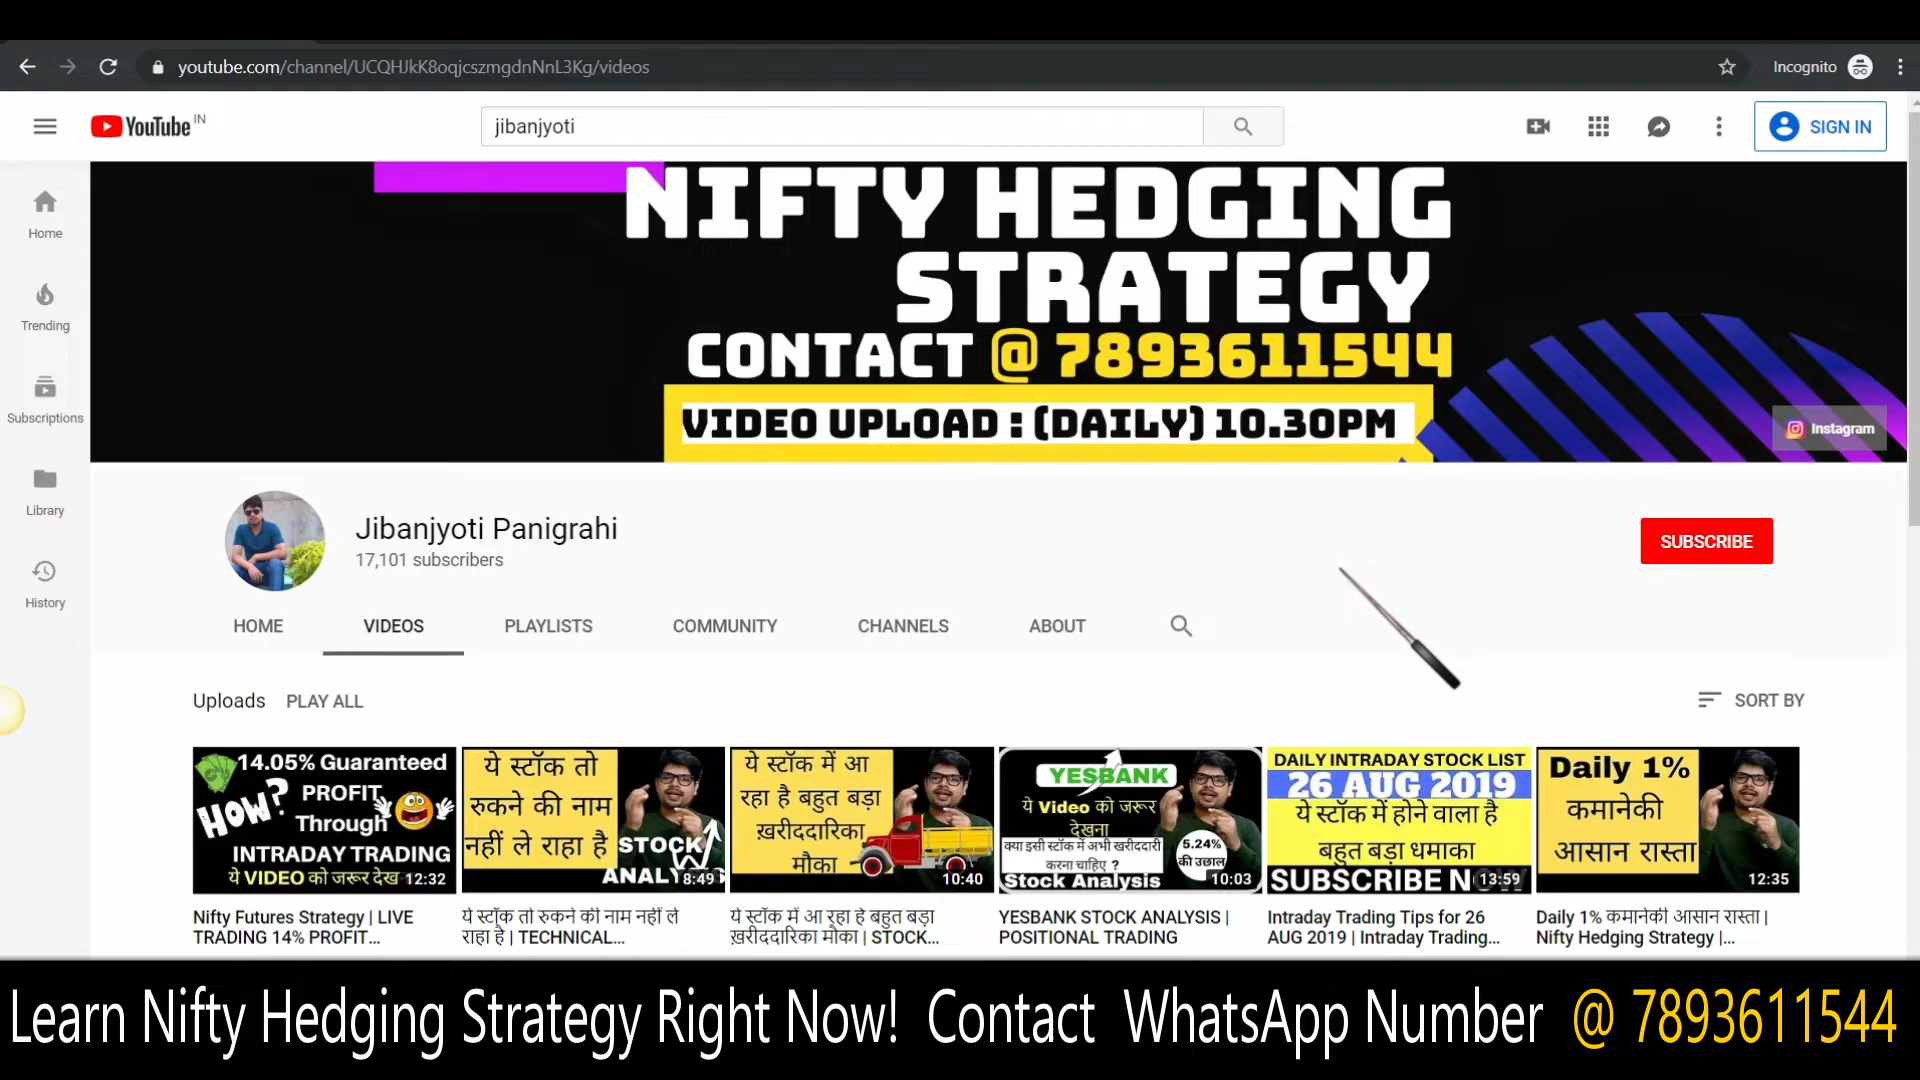 youtube.com/channel/UCQHJkK8oqjcszmgdnNnL3Kg/videos
Incognito
YouTube IN
jibanjyoti
SIGN IN
Home
Trending
Subscriptions
Library
History
NIFTY HEDGING
STRATEGY
CONTACT @ 7893611544
VIDEO UPLOAD : (DAILY) 10.30PM
Instagram
Jibanjyoti Panigrahi
17,101 subscribers
SUBSCRIBE
HOME VIDEOS PLAYLISTS COMMUNITY CHANNELS ABOUT
Uploads PLAY ALL
SORT BY
14.05% Guaranteed
HOW? PROFIT
Through
INTRADAY TRADING
ये VIDEO को जरूर देख 12:32
Nifty Futures Strategy | LIVE
TRADING 14% PROFIT...
ये स्टॉक तो
रुकने की नाम
नहीं ले राहा है
STOCK
8:49
ये स्टॉक तो रुकने की नाम नहीं ले
राहा है | TECHNICAL...
ये स्टॉक में आ
रहा है बहुत बड़ा
ख़रीददारिका
मौका
10:40
ये स्टॉक में आ रहा है बहुत बड़ा
ख़रीददारिका मौका | STOCK...
YESBANK
ये Video को जरूर
देखना
क्या इसी स्टॉक में अभी खरीददारी
करना चाहिए ?
5.24%
की उछाल
Stock Analysis
10:03
YESBANK STOCK ANALYSIS |
POSITIONAL TRADING
DAILY INTRADAY STOCK LIST
26 AUG 2019
ये स्टॉक में होने वाला है
बहुत बड़ा धमाका
SUBSCRIBE NOW
13:59
Intraday Trading Tips for 26
AUG 2019 | Intraday Trading...
Daily 1%
कमानेकी
आसान रास्ता
12:35
Daily 1% कमानेकी आसान रास्ता |
Nifty Hedging Strategy |...
Learn Nifty Hedging Strategy Right Now! Contact WhatsApp Number @ 7893611544